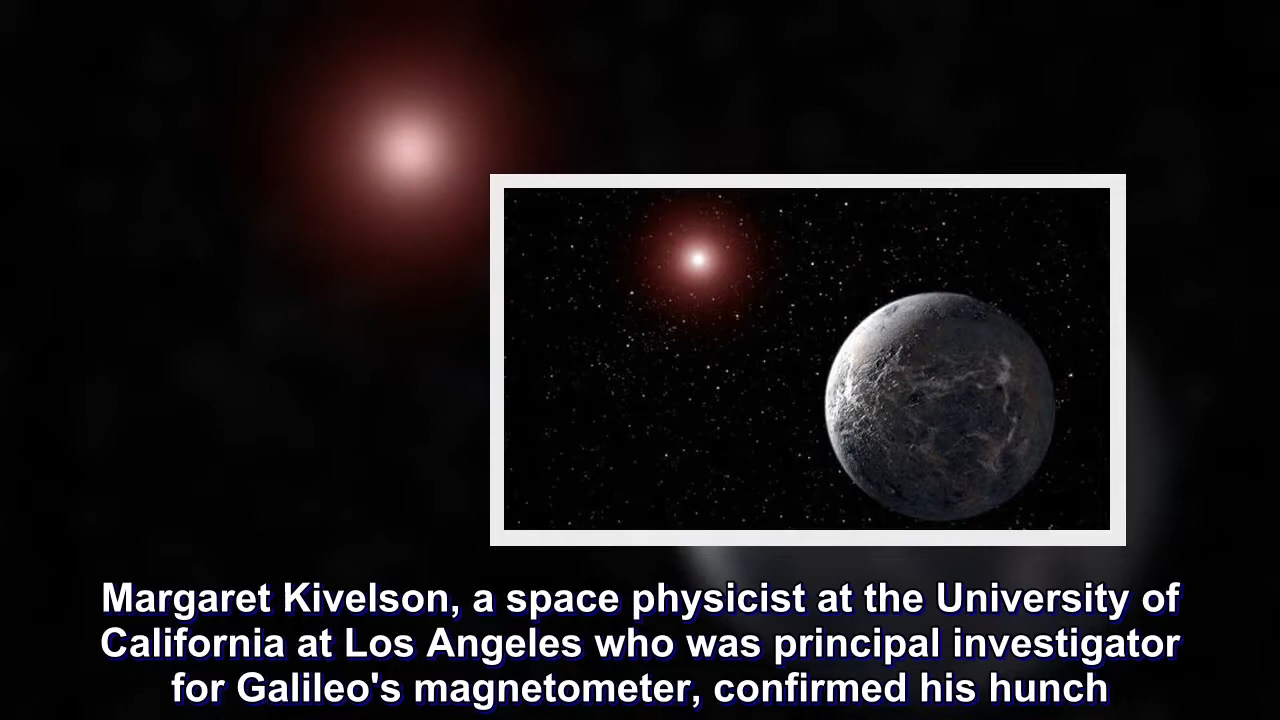 Margaret Kivelson, a space physicist at the University of
California at Los Angeles who was principal investigator
for Galileo's magnetometer, confirmed his hunch